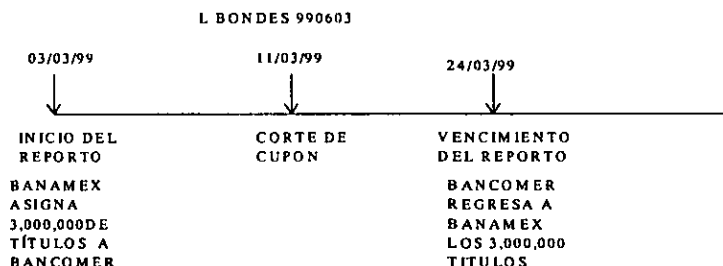 L BONDES 990603
03/03/99
11/03/99
24/03/99
INICIO DEL
REPORTO
CORTE DE
CUPON
VENCIMIENTO
DEL REPORTO
BANAMEX
ASIGNA
3,000,000DE
TÍTULOS A
BANCOMER
BANCOMER
REGRESA A
BANAMEX
LOS 3,000,000
TITULOS